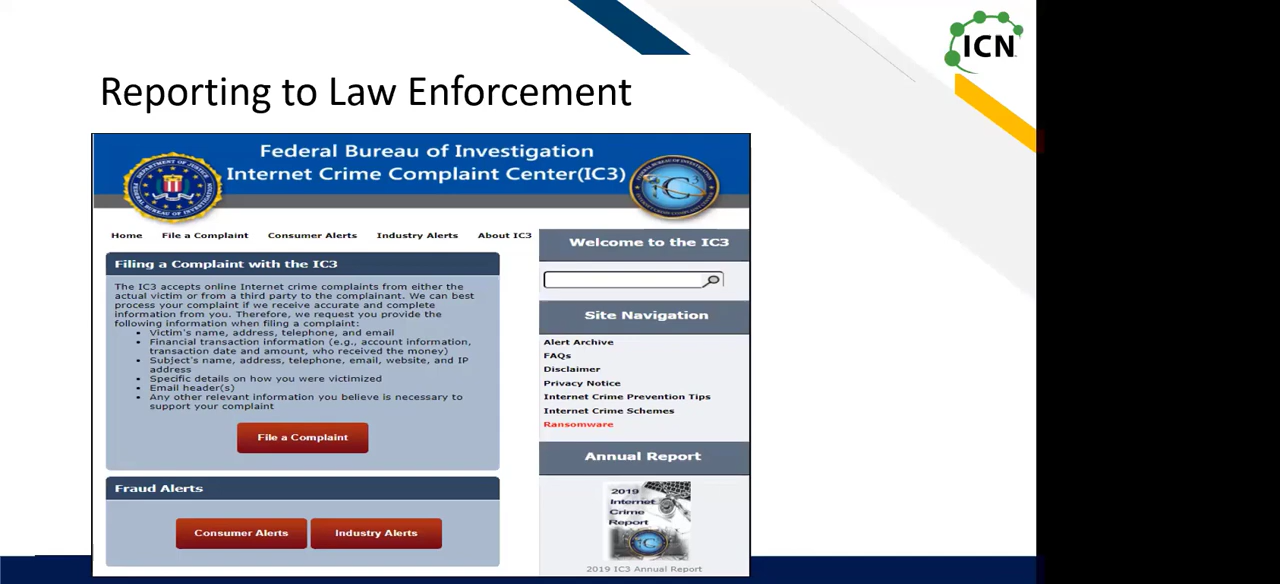 ICN
Reporting to Law Enforcement
Federal Bureau of Investigation
Internet Crime Complaint Center(IC3)
Home File a Complaint Consumer Alerts Industry Alerts About IC3
Filing a Complaint with the IC3
The IC3 accepts online Internet crime complaints from either the
actual victim or from a third party to the complainant. We can best
process your complaint if we receive accurate and complete
information from you. Therefore, we request you provide the
following information when filing a complaint:
• Victim's name, address, telephone, and email
• Financial transaction information (e.g., account information,
transaction date and amount, who received the money)
• Subject's name, address, telephone, email, website, and IP
address
• Specific details on how you were victimized
• Email header(s)
• Any other relevant information you believe is necessary to
support your complaint
File a Complaint
Fraud Alerts
Consumer Alerts Industry Alerts
Welcome to the IC3
Site Navigation
Alert Archive
FAQs
Disclaimer
Privacy Notice
Internet Crime Prevention Tips
Internet Crime Schemes
Ransomware
Annual Report
2019
Internet
Crime
Report
2019 IC3 Annual Report